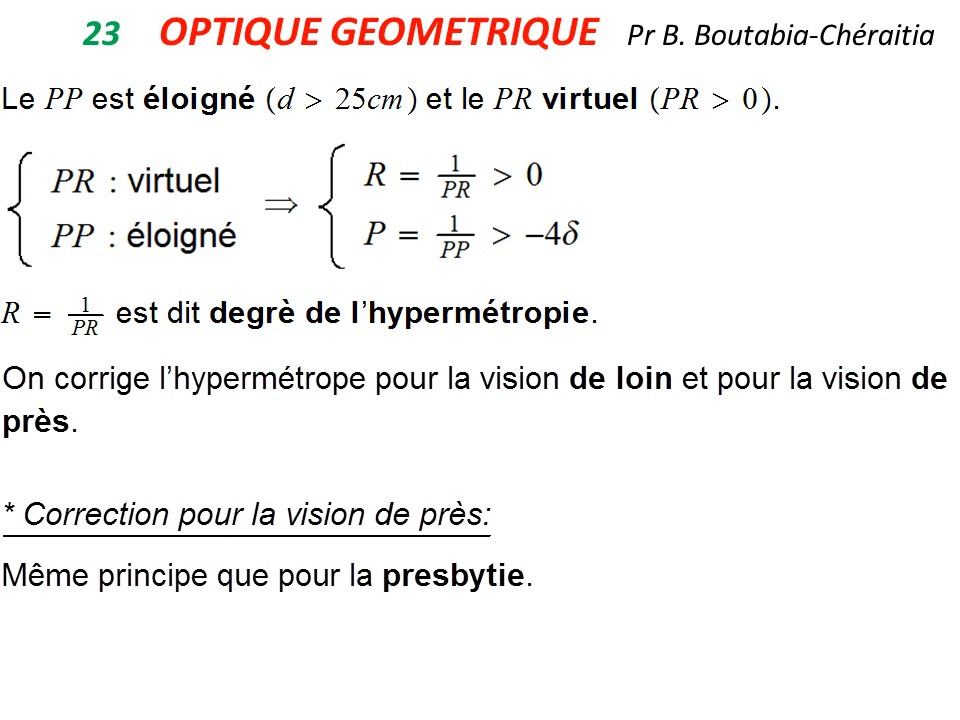 23 OPTIQUE GEOMETRIQUE Pr B. Boutabia-Chéraitia
Le PP est éloigné (d > 25cm) et le PR virtuel (PR > 0).
{ PR : virtuel ⇒ { R = 1/PR > 0
PP : éloigné P = 1/PP > −4δ
R = 1/PR est dit degrè de l’hypermétropie.
On corrige l’hypermétrope pour la vision de loin et pour la vision de
près.
* Correction pour la vision de près:
Même principe que pour la presbytie.